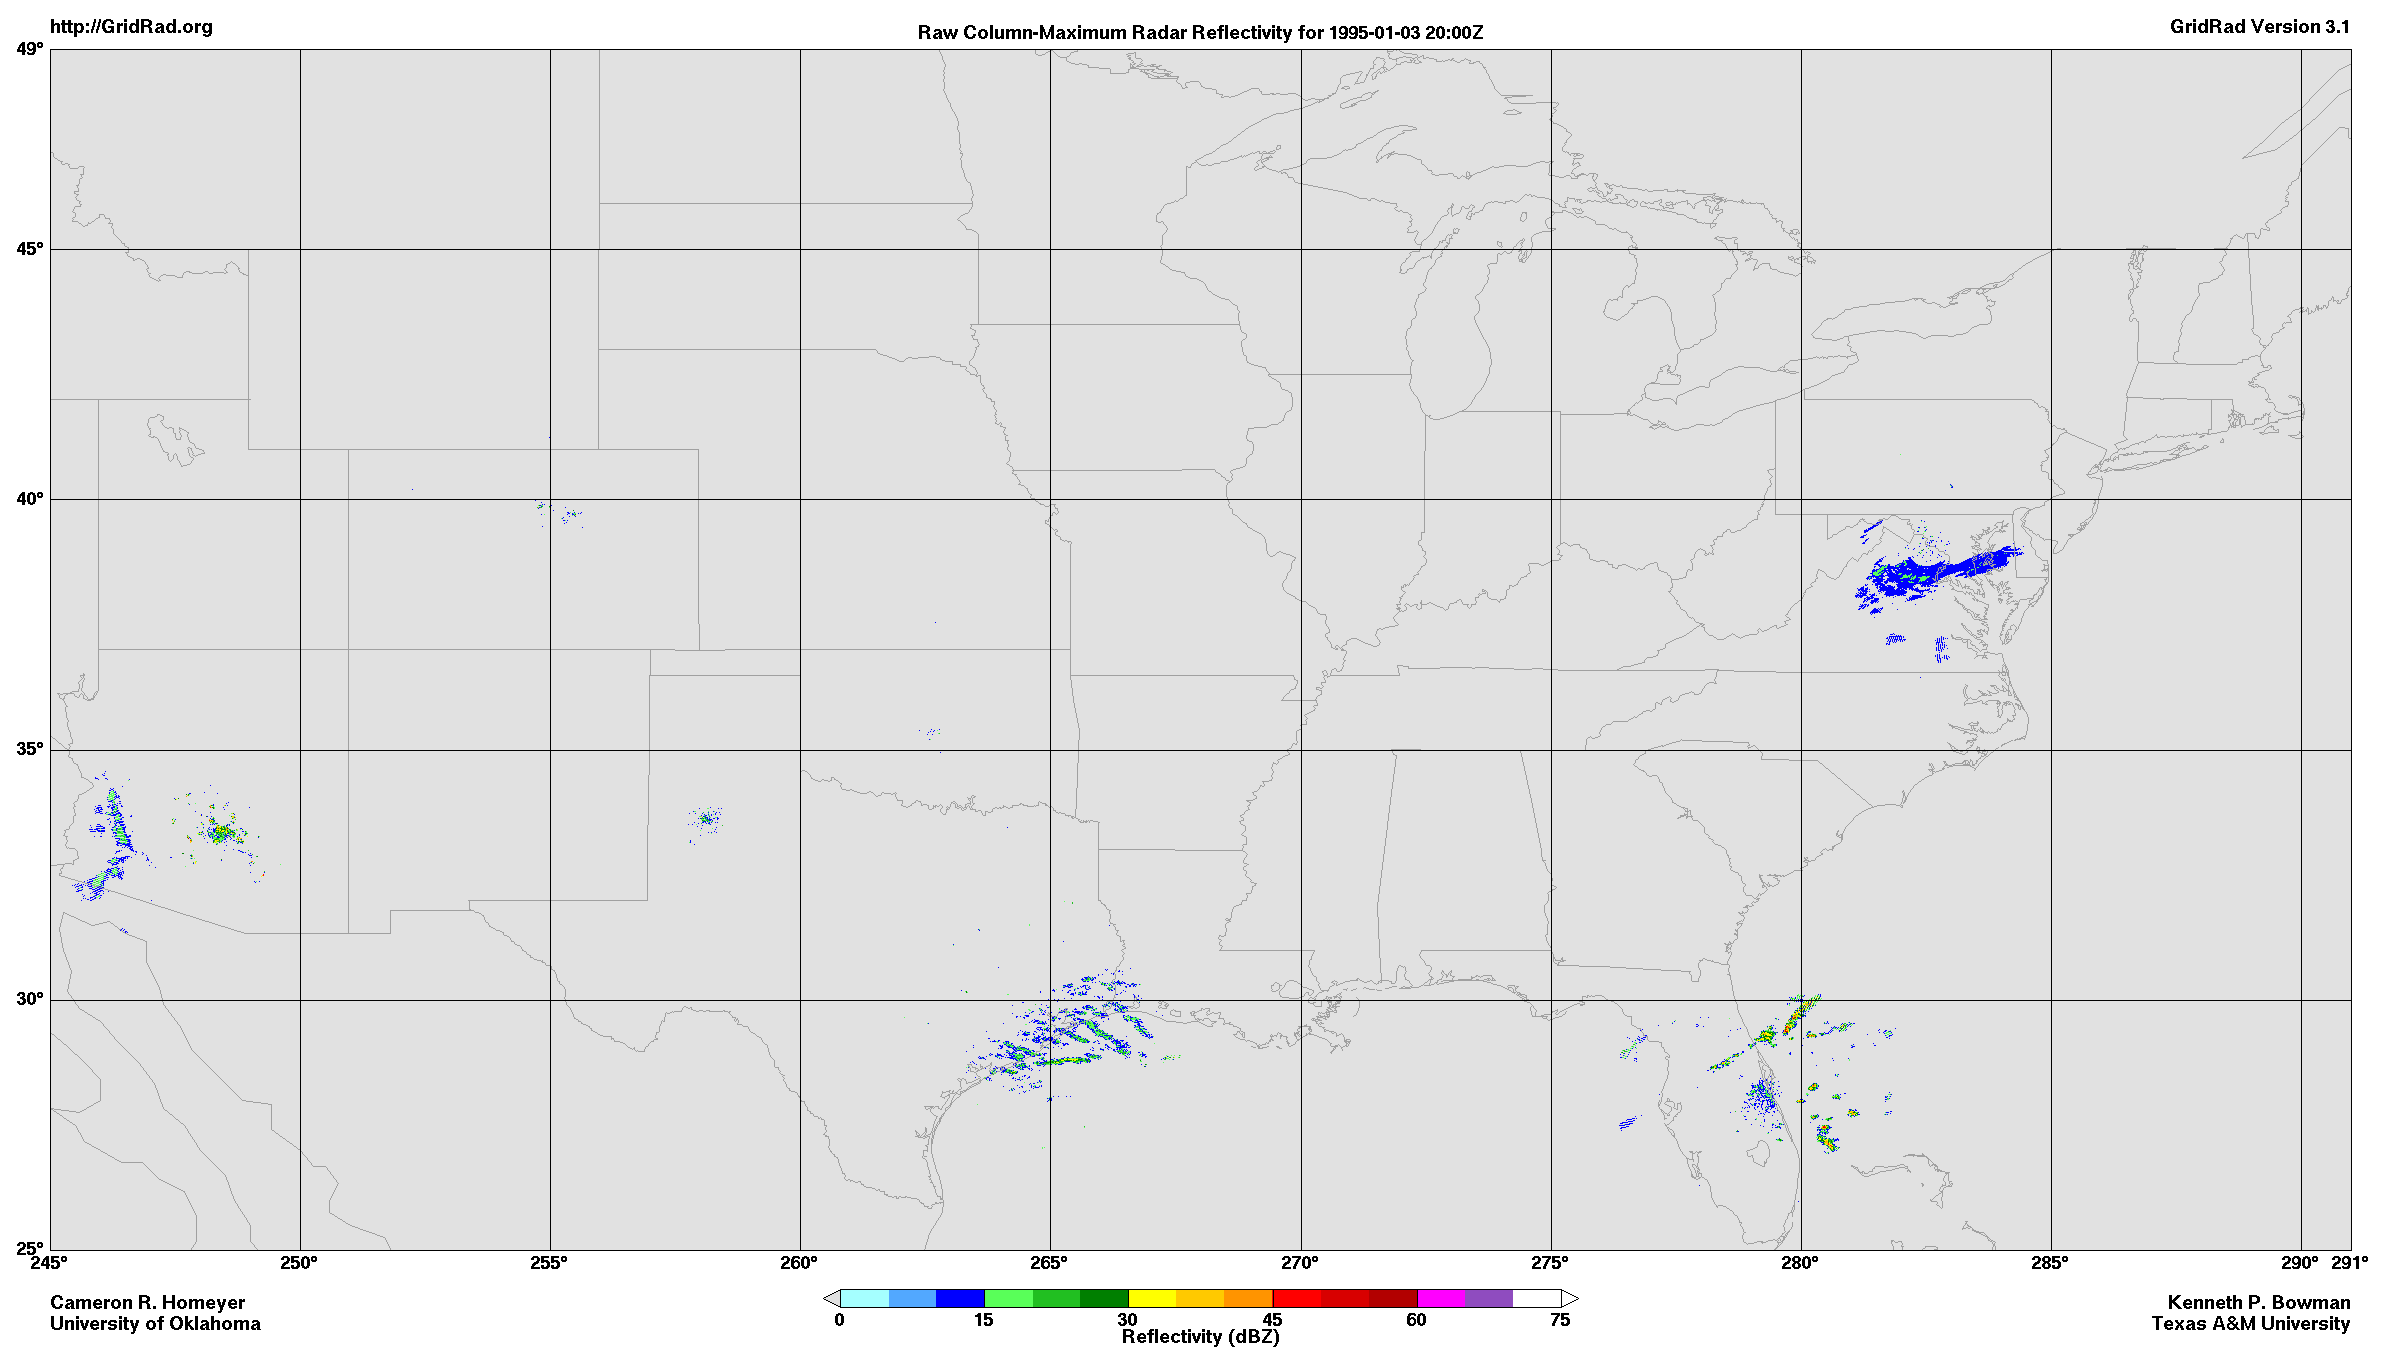 http://GridRad.org
Raw Column-Maximum Radar Reflectivity for 1995-01-03 20:00Z
GridRad Version 3.1
49°
45°
40°
35°
30°
25°
245° 250° 255° 260° 265° 270° 275° 280° 285° 290° 291°
Cameron R. Homeyer
University of Oklahoma
0 15 30 45 60 75
Reflectivity (dBZ)
Kenneth P. Bowman
Texas A&M University